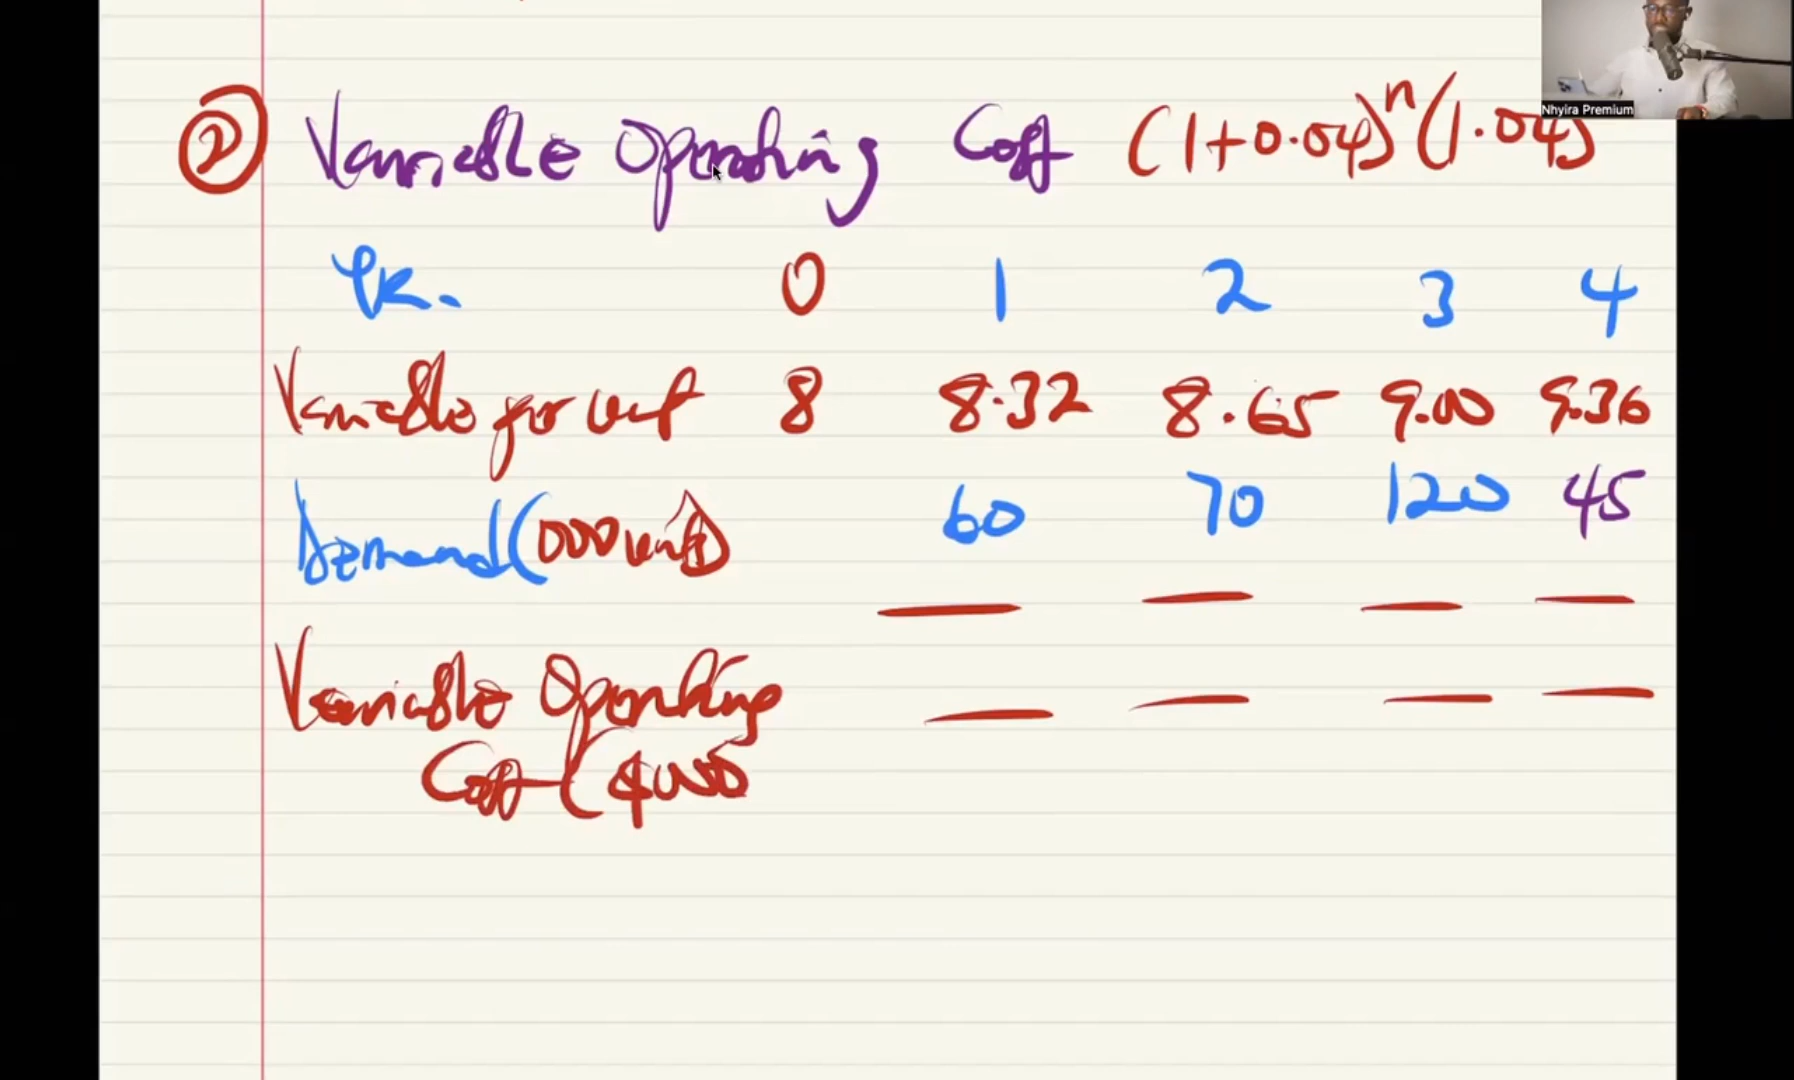 ② Variable Operating Cost (1+0.04)ⁿ (1.04)
Nhyira Premium
Yr. 0 1 2 3 4
Variable per unit 8 8.32 8.65 9.00 9.36
Demand (000 units) 60 70 120 45
Variable Operating
Cost ($000